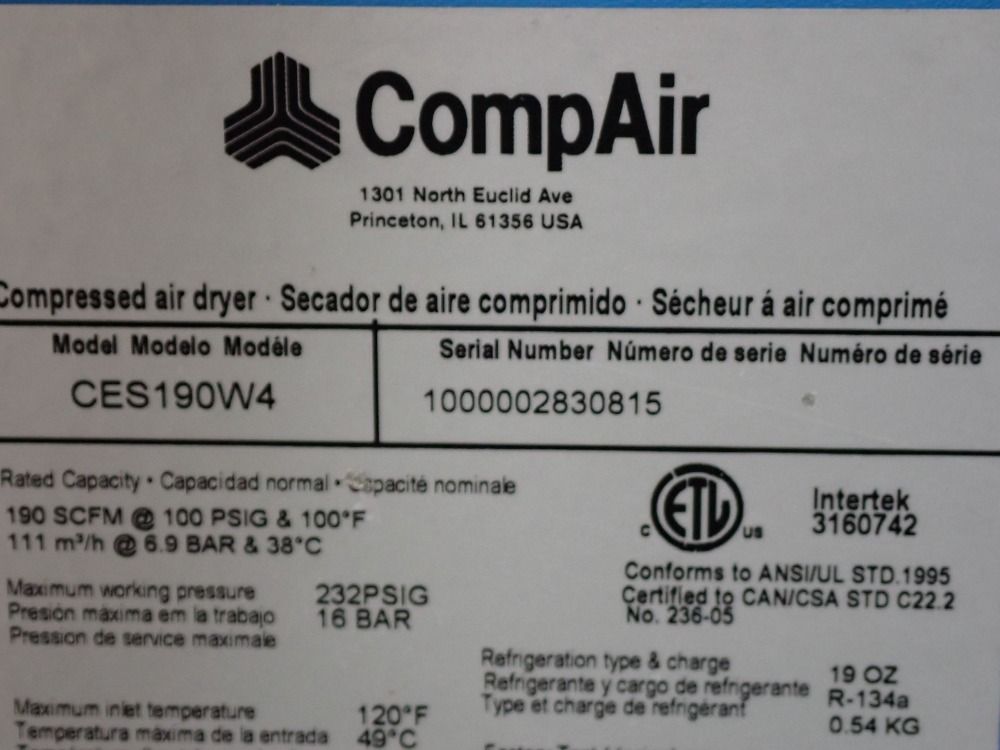 CompAir
1301 North Euclid Ave
Princeton, IL 61356 USA
Compressed air dryer · Secador de aire comprimido · Sécheur á air comprimé
Model Modelo Modèle
CES190W4
Serial Number Número de serie Numéro de série
1000002830815
Rated Capacity · Capacidad normal · Capacité nominale
190 SCFM @ 100 PSIG & 100°F
111 m³/h @ 6.9 BAR & 38°C
C ETL US
Intertek
3160742
Conforms to ANSI/UL STD.1995
Certified to CAN/CSA STD C22.2
No. 236-05
Maximum working pressure
Presión máxima em la trabajo
Pression de service maximale
232PSIG
16 BAR
Refrigeration type & charge
Refrigerante y cargo de refrigerante
Type et charge de refrigérant
19 OZ
R-134a
0.54 KG
Maximum inlet temperature
Temperatura máxima de la entrada
120°F
49°C